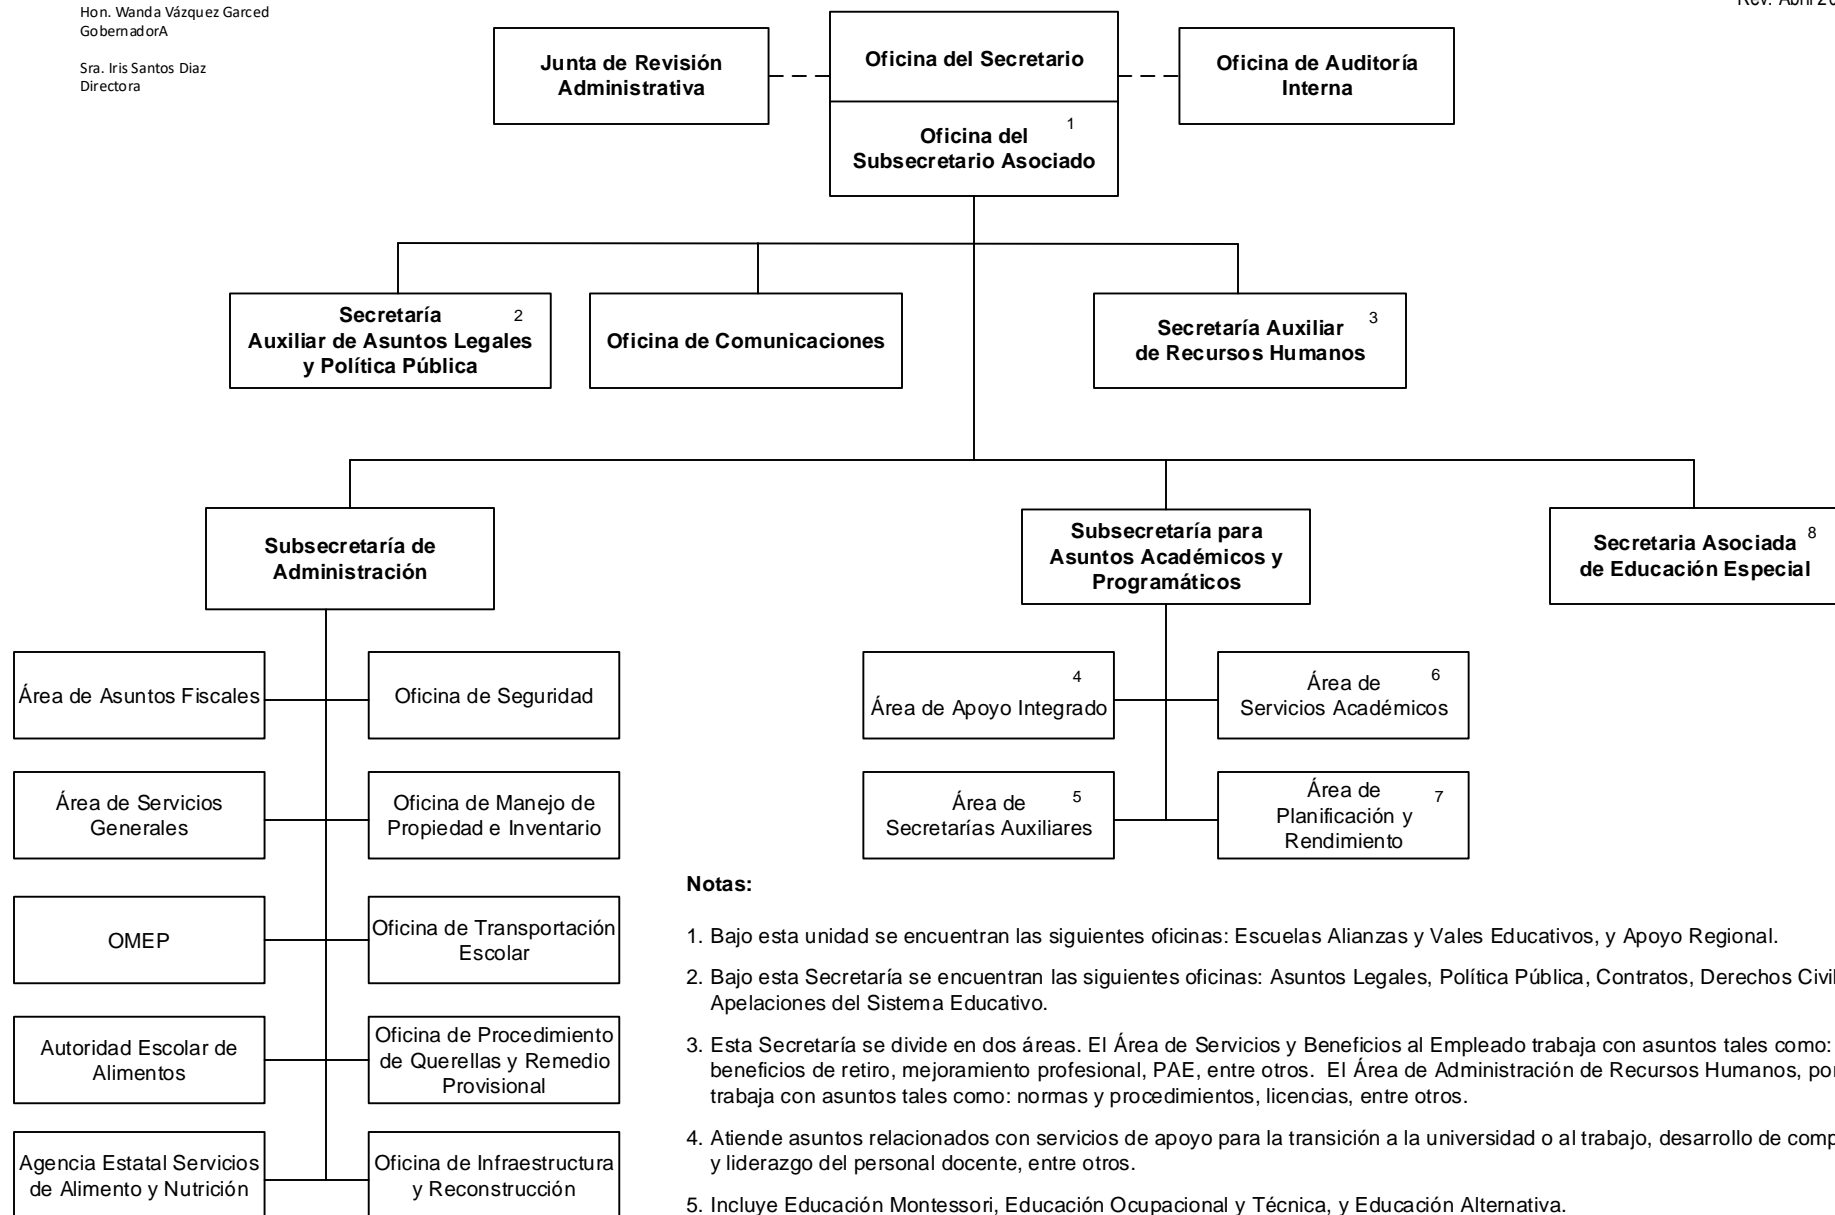 Hon. Wanda Vázquez Garced
GobernadorA
Sra. Iris Santos Diaz
Directora
Rev. Abril
Junta de Revisión
Administrativa
Oficina del Secretario
Oficina de Auditoría
Interna
Oficina del 1
Subsecretario Asociado
Secretaría 2
Auxiliar de Asuntos Legales
y Política Pública
Oficina de Comunicaciones
Secretaría Auxiliar 3
de Recursos Humanos
Subsecretaría de
Administración
Subsecretaría para
Asuntos Académicos y
Programáticos
Secretaria Asociada 8
de Educación Especial
Área de Asuntos Fiscales
Oficina de Seguridad
4
Área de Apoyo Integrado
Área de 6
Servicios Académicos
Área de Servicios
Generales
Oficina de Manejo de
Propiedad e Inventario
Área de 5
Secretarías Auxiliares
Área de 7
Planificación y
Rendimiento
OMEP
Oficina de Transportación
Escolar
Autoridad Escolar de
Alimentos
Oficina de Procedimiento
de Querellas y Remedio
Provisional
Agencia Estatal Servicios
de Alimento y Nutrición
Oficina de Infraestructura
y Reconstrucción
Notas:
1. Bajo esta unidad se encuentran las siguientes oficinas: Escuelas Alianzas y Vales Educativos, y Apoyo Regional.
2. Bajo esta Secretaría se encuentran las siguientes oficinas: Asuntos Legales, Política Pública, Contratos, Derechos
Apelaciones del Sistema Educativo.
3. Esta Secretaría se divide en dos áreas. El Área de Servicios y Beneficios al Empleado trabaja con asuntos tales como:
beneficios de retiro, mejoramiento profesional, PAE, entre otros. El Área de Administración de Recursos Humanos, por
trabaja con asuntos tales como: normas y procedimientos, licencias, entre otros.
4. Atiende asuntos relacionados con servicios de apoyo para la transición a la universidad o al trabajo, desarrollo de
y liderazgo del personal docente, entre otros.
5. Incluye Educación Montessori, Educación Ocupacional y Técnica, y Educación Alternativa.